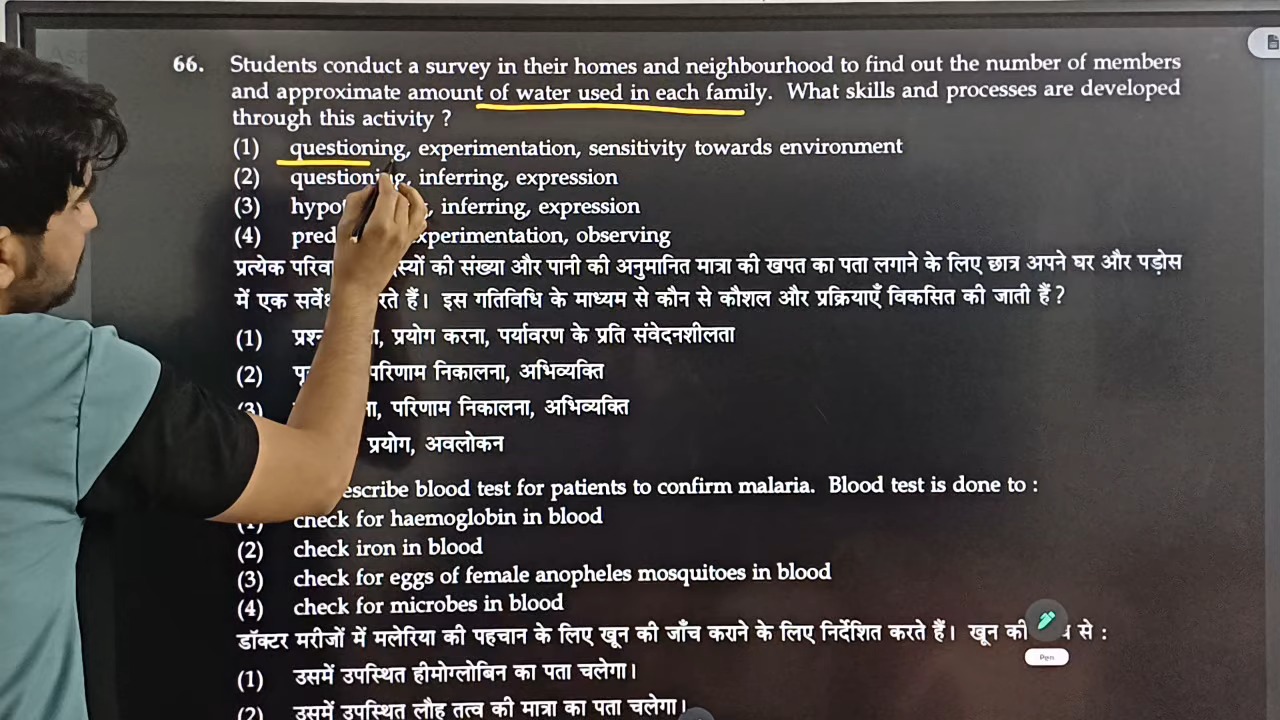 66. Students conduct a survey in their homes and neighbourhood to find out the number of members
and approximate amount of water used in each family. What skills and processes are developed
through this activity ?
(1) questioning, experimentation, sensitivity towards environment
(2) questioning, inferring, expression
(3) inferring, expression
(4) experimentation, observing
प्रत्येक की संख्या और पानी की अनुमानित मात्रा की खपत का पता लगाने के लिए छात्र अपने घर और पड़ोस
में एक हैं। इस गतिविधि के माध्यम से कौन से कौशल और प्रक्रियाएँ विकसित की जाती हैं ?
(1) प्रयोग करना, पर्यावरण के प्रति संवेदनशीलता
(2) परिणाम निकालना, अभिव्यक्ति
(3) परिणाम निकालना, अभिव्यक्ति
प्रयोग, अवलोकन
blood test for patients to confirm malaria. Blood test is done to :
(1) check for haemoglobin in blood
(2) check iron in blood
(3) check for eggs of female anopheles mosquitoes in blood
(4) check for microbes in blood
डॉक्टर मरीजों में मलेरिया की पहचान के लिए खून की जाँच कराने के लिए निर्देशित करते हैं। खून की से :
Pen
(1) उसमें उपस्थित हीमोग्लोबिन का पता चलेगा।
(2) उसमें उपस्थित लौह तत्व की मात्रा का पता चलेगा।